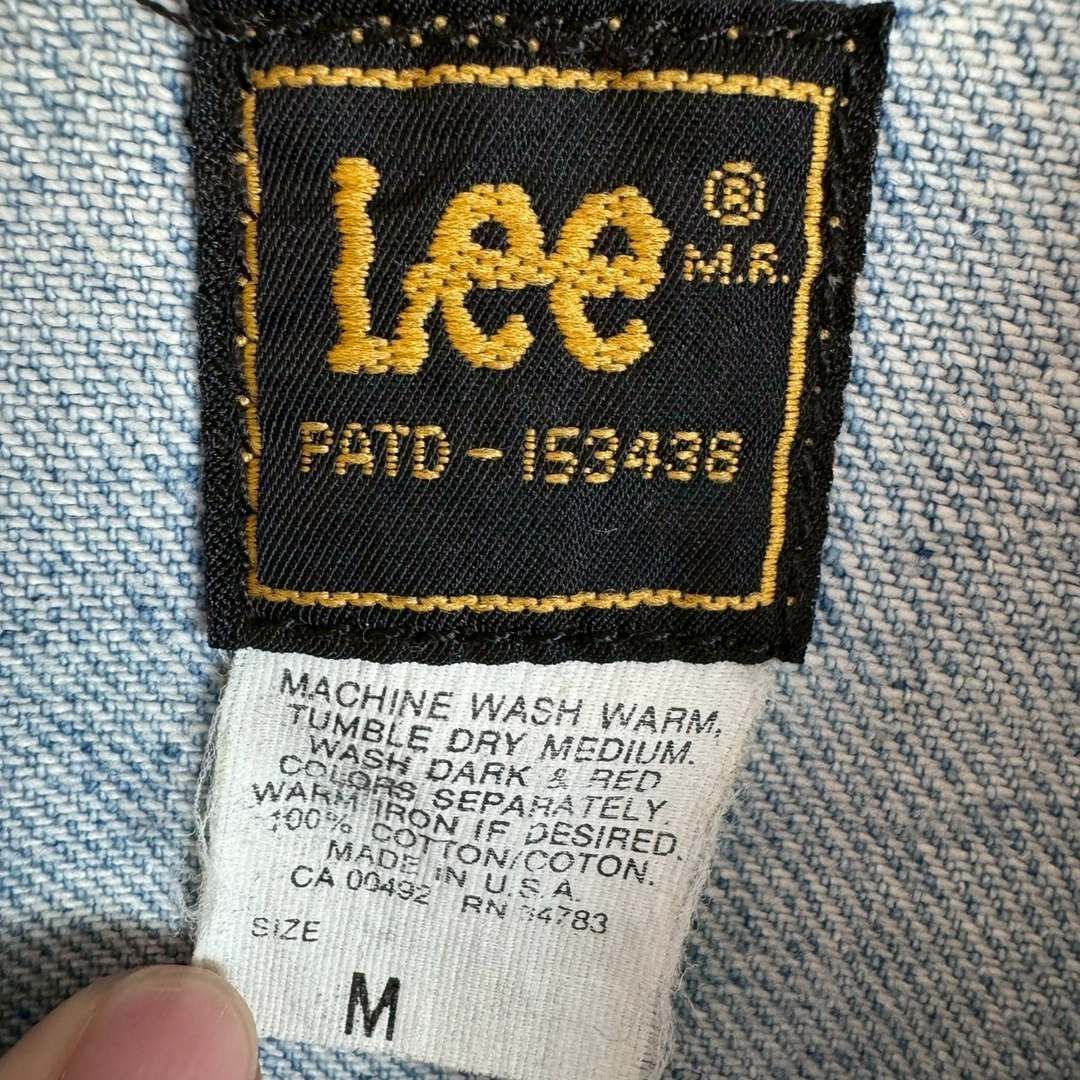 Lee ®
M.R.
PATD-153438
MACHINE WASH WARM,
TUMBLE DRY MEDIUM.
WASH DARK & RED
COLORS SEPARATELY.
WARM IRON IF DESIRED.
100% COTTON/COTON.
MADE IN U.S.A.
CA 00492 RN
SIZE
M